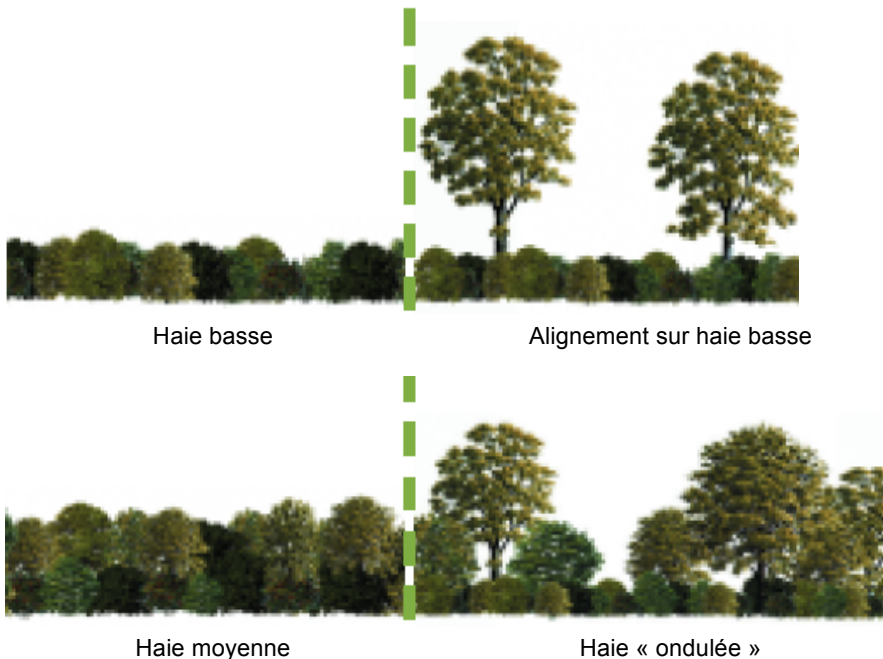 Haie basse
Alignement sur haie basse
Haie moyenne
Haie « ondulée »